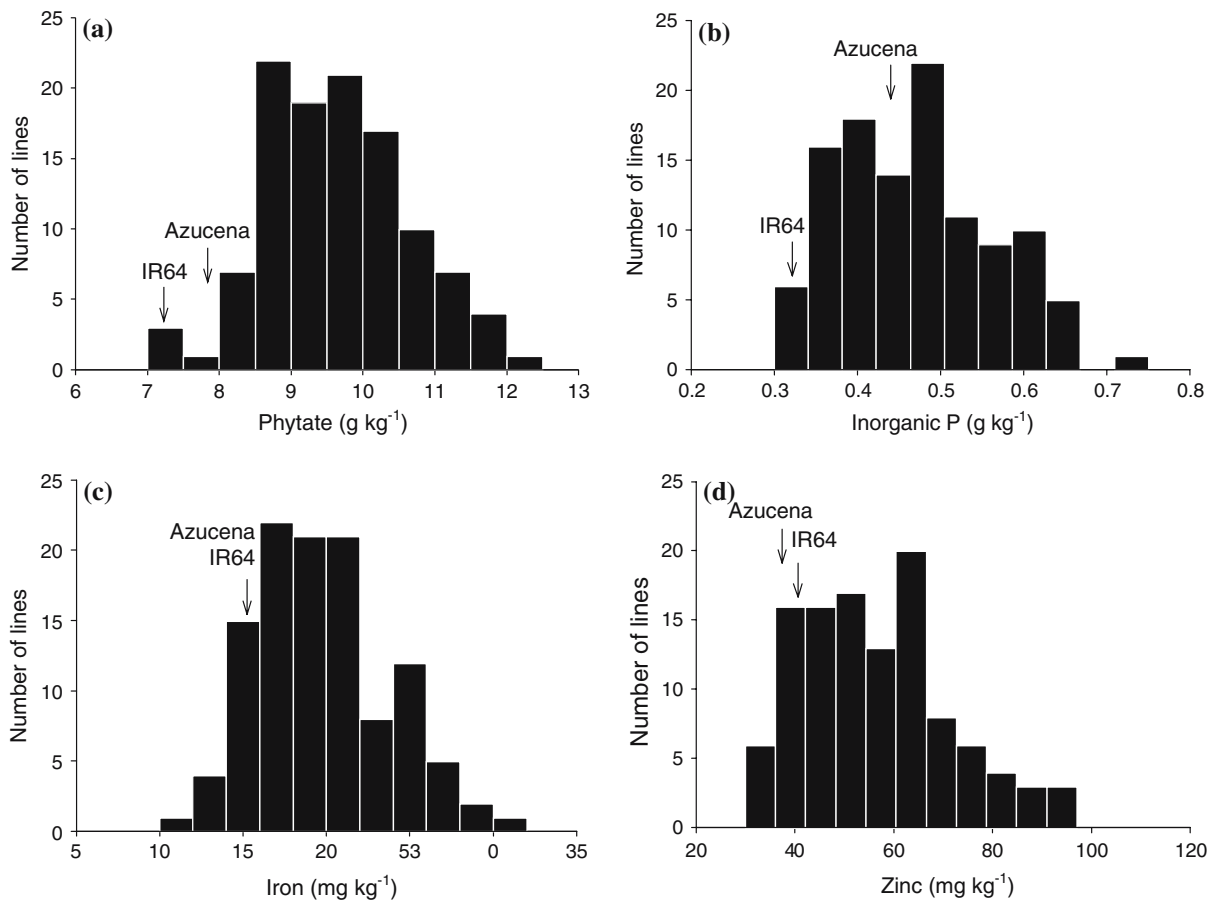 (a)
25
20
15
10
5
0
Number of lines
Azucena
IR64
6 7 8 9 10 11 12 13
Phytate (g kg-1)
(b)
25
20
15
10
5
0
Number of lines
Azucena
IR64
0.2 0.3 0.4 0.5 0.6 0.7 0.8
Inorganic P (g kg-1)
(c)
25
20
15
10
5
0
Number of lines
Azucena
IR64
5 10 15 20 53 0 35
Iron (mg kg-1)
(d)
25
20
15
10
5
0
Number of lines
Azucena
IR64
20 40 60 80 100 120
Zinc (mg kg-1)